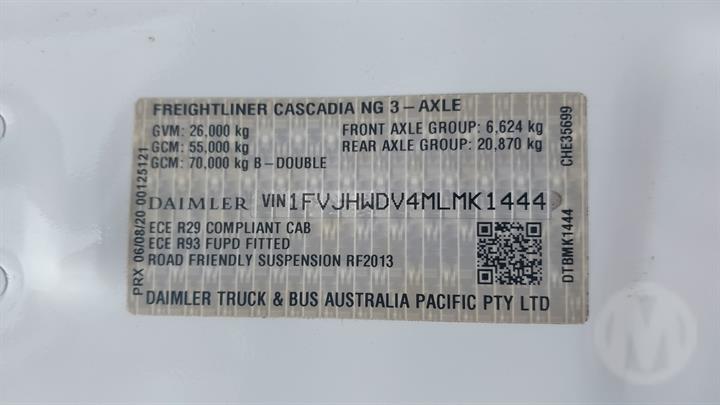 FREIGHTLINER CASCADIA NG 3-AXLE
GVM: 26,000 kg
GCM: 55,000 kg
GCM: 70,000 kg B-DOUBLE
FRONT AXLE GROUP: 6,624 kg
REAR AXLE GROUP: 20,870 kg
DAIMLER VIN 1FVJHWDV4MLMK1444
ECE R29 COMPLIANT CAB
ECE R93 FUPD FITTED
ROAD FRIENDLY SUSPENSION RF2013
DAIMLER TRUCK & BUS AUSTRALIA PACIFIC PTY LTD
PRX 06/08/20 00125121
DTBMK1444
CHE35699
M
M